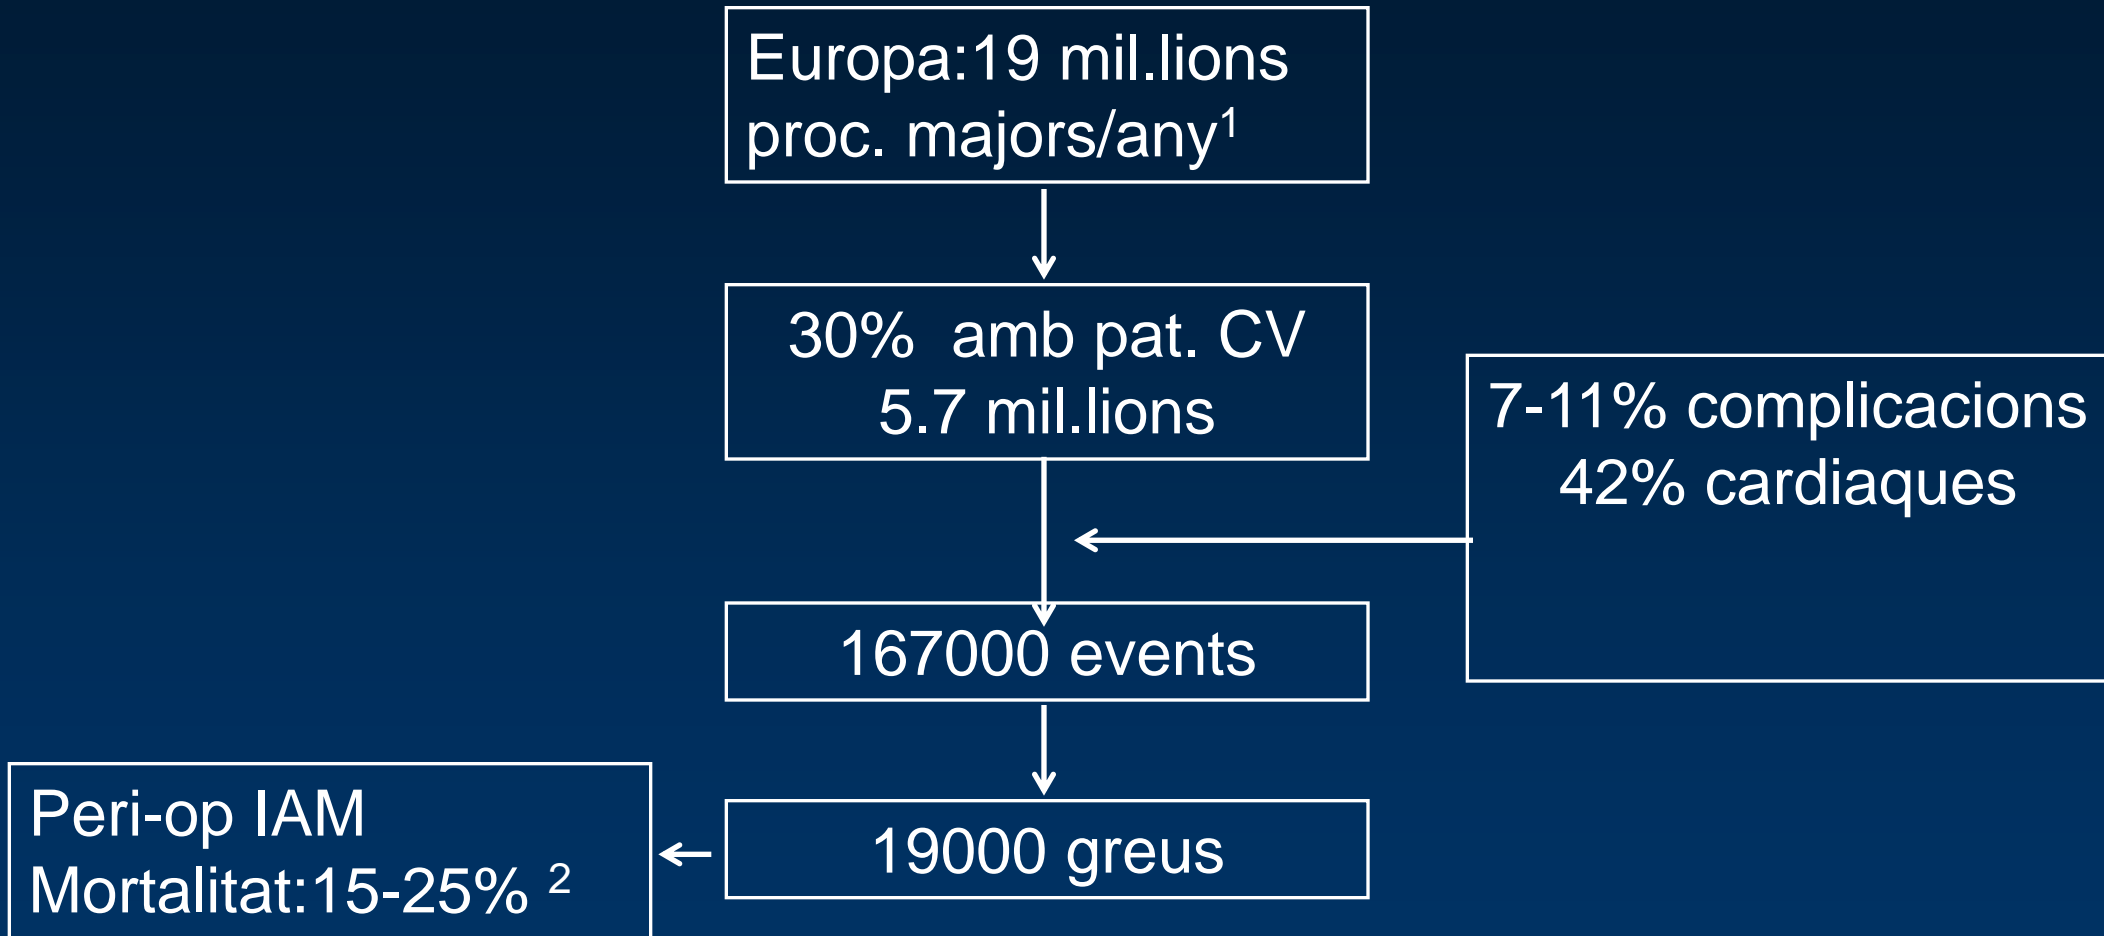 Europa:19 mil.lions
proc. majors/any¹
30%  amb pat. CV
5.7 mil.lions
7-11% complicacions
42% cardiaques
167000 events
19000 greus
Peri-op IAM
Mortalitat:15-25% ²